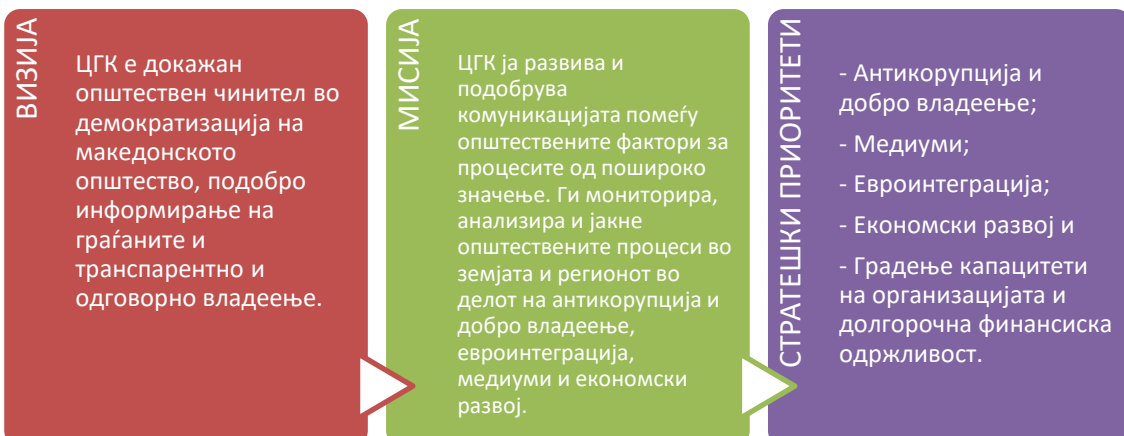 ВИЗИЈА
ЦГК е докажан
општествен чинител во
демократизација на
македонското
општество, подобро
информирање на
граѓаните и
транспарентно и
одговорно владеење.
МИСИЈА
ЦГК ја развива и
подобрува
комуникацијата помеѓу
општествените фактори за
процесите од пошироко
значење. Ги мониторира,
анализира и јакне
општествените процеси во
земјата и регионот во
делот на антикорупција и
добро владеење,
евроинтеграција,
медиуми и економски
развој.
СТРАТЕШКИ ПРИОРИТЕТИ
- Антикорупција и
добро владеење;
- Медиуми;
- Евроинтеграција;
- Економски развој и
- Градење капацитети
на организацијата и
долгорочна финансиска
одржливост.